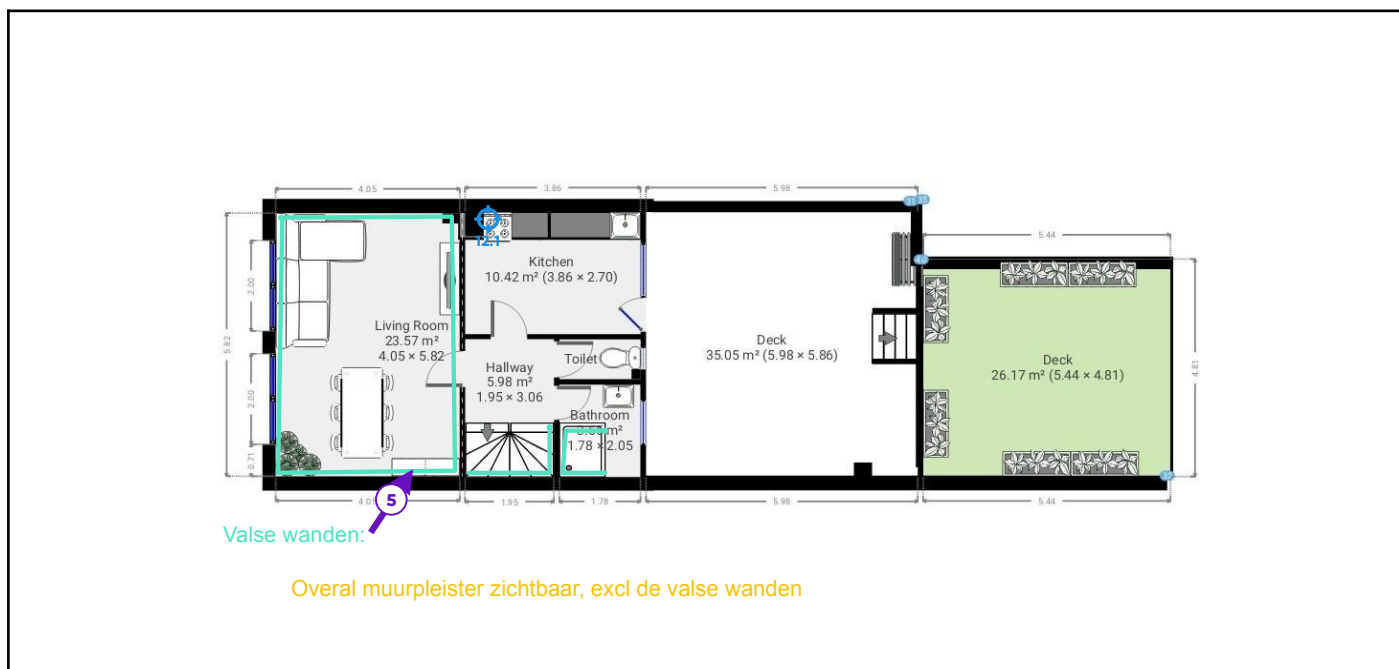 4.05
3.86
5.98
31
35
12.1
5.44
Kitchen
10.42 m² (3.86 × 2.70)
2.00
Living Room
23.57 m²
4.05 × 5.82
5.82
Deck
35.05 m² (5.98 × 5.86)
Toilet
Hallway
5.98 m²
1.95 × 3.06
Deck
26.17 m² (5.44 × 4.81)
4.81
2.00
Bathroom
1.78 × 2.05
0.71
4.05
5
1.95
1.78
5.98
5.44
Valse wanden:
Overal muurpleister zichtbaar, excl de valse wanden